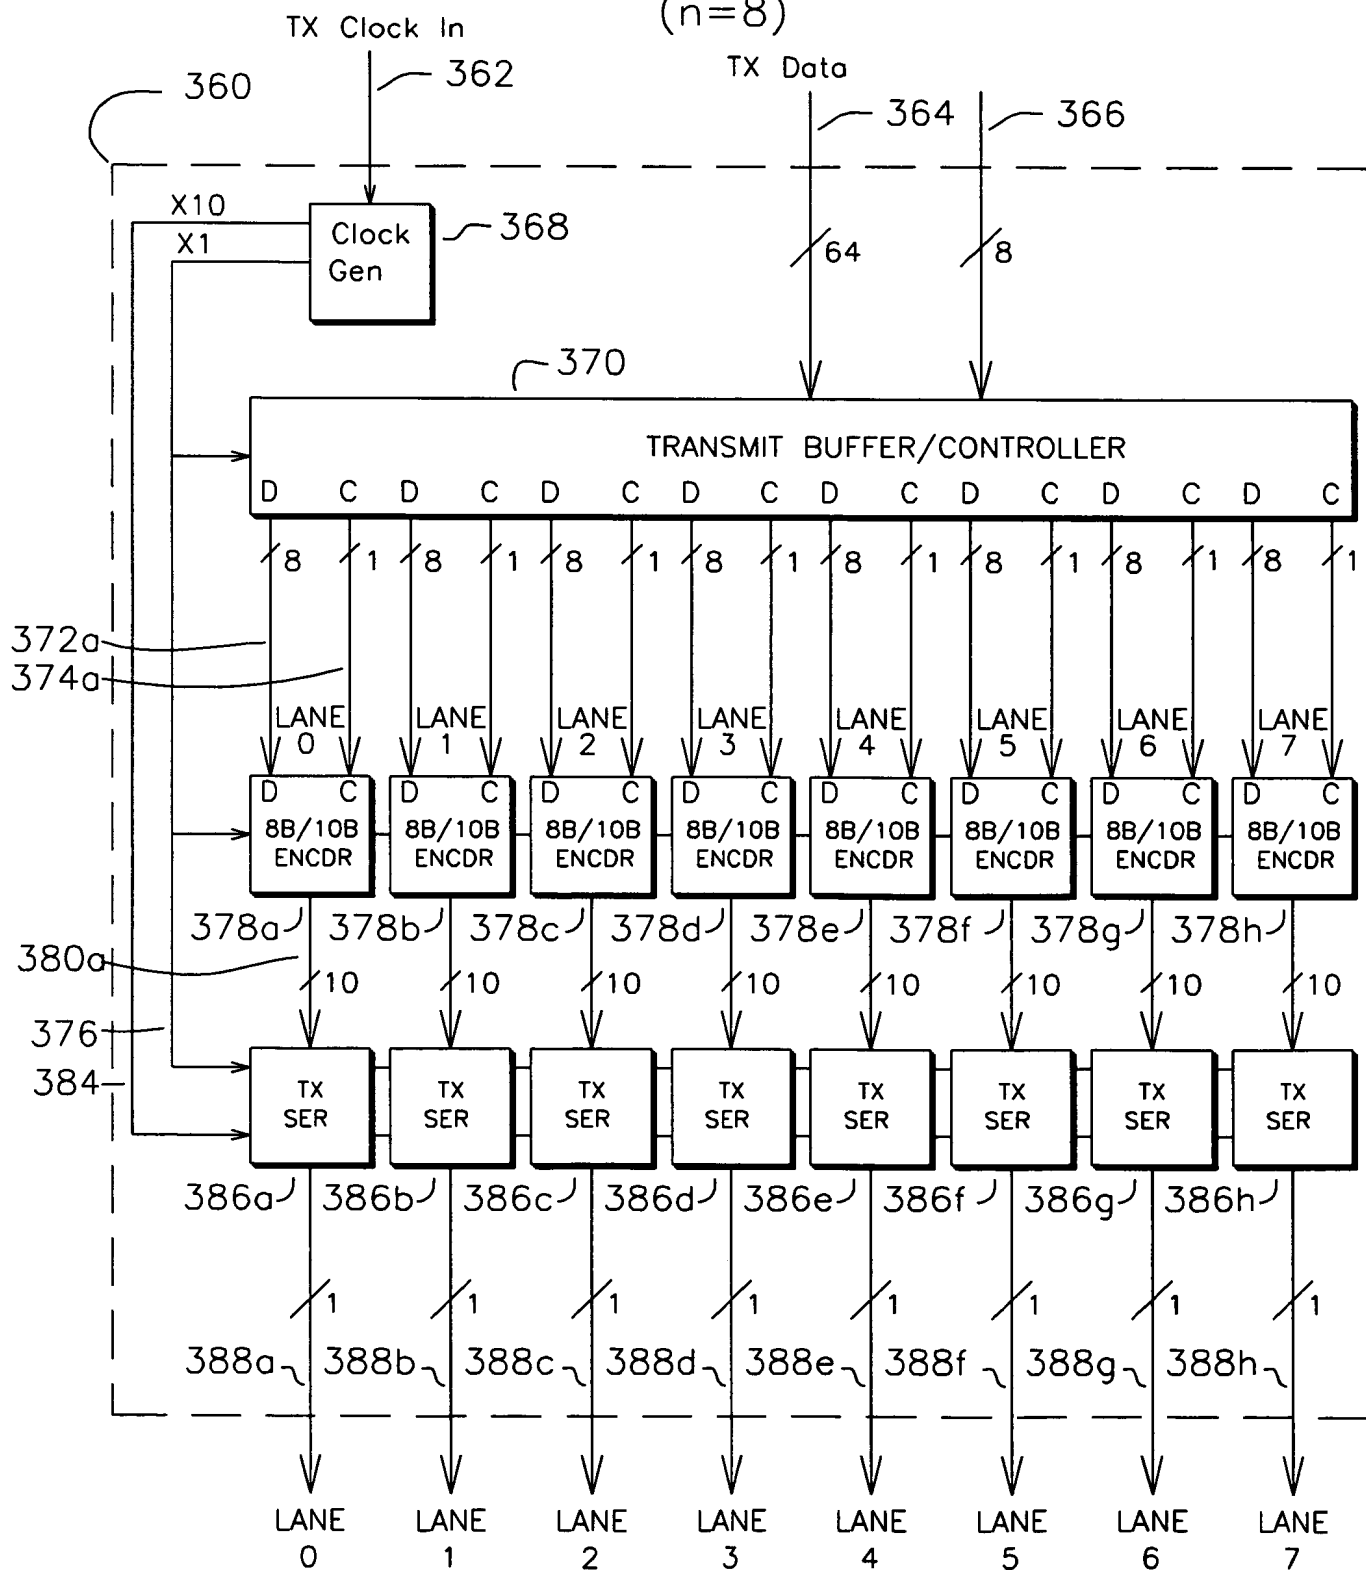 (n=8)
TX Clock In
TX Data
362
360
364
366
X10
X1
Clock
Gen
368
64
8
370
TRANSMIT BUFFER/CONTROLLER
D C D C D C D C D C D C D C D C
8 1 8 1 8 1 8 1 8 1 8 1 8 1 8 1
372a
374a
LANE LANE LANE LANE LANE LANE LANE LANE
0 1 2 3 4 5 6 7
D C D C D C D C D C D C D C D C
8B/10B 8B/10B 8B/10B 8B/10B 8B/10B 8B/10B 8B/10B 8B/10B
ENCDR ENCDR ENCDR ENCDR ENCDR ENCDR ENCDR ENCDR
378a 378b 378c 378d 378e 378f 378g 378h
380a
10 10 10 10 10 10 10 10
376
384
TX TX TX TX TX TX TX TX
SER SER SER SER SER SER SER SER
386a 386b 386c 386d 386e 386f 386g 386h
1 1 1 1 1 1 1 1
388a 388b 388c 388d 388e 388f 388g 388h
LANE LANE LANE LANE LANE LANE LANE LANE
0 1 2 3 4 5 6 7